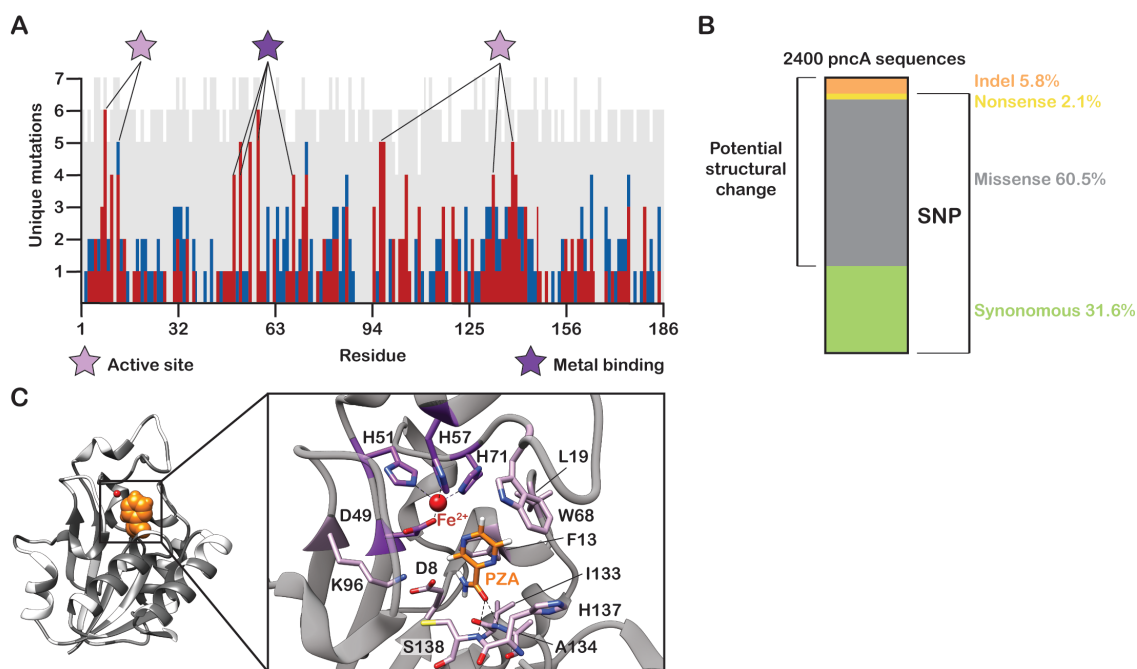 A
7
6
5
4
3
2
1
Unique mutations
1 32 63 94 125 156 186
Residue
Active site
Metal binding
B
2400 pncA sequences
Indel 5.8%
Nonsense 2.1%
Potential
structural
change
Missense 60.5%
SNP
Synonomous 31.6%
C
H51
H57
H71
L19
D49
Fe²⁺
W68
F13
K96
D8
PZA
I133
H137
S138
A134